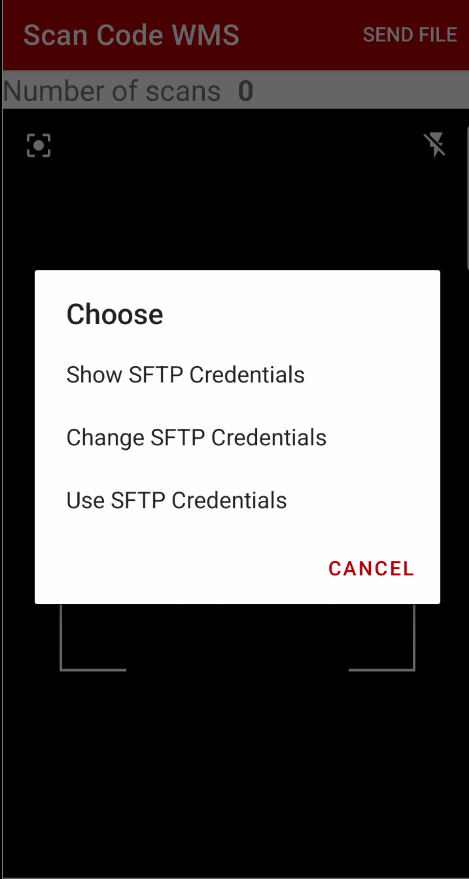 Scan Code WMS SEND FILE
Number of scans 0
Choose
Show SFTP Credentials
Change SFTP Credentials
Use SFTP Credentials
CANCEL